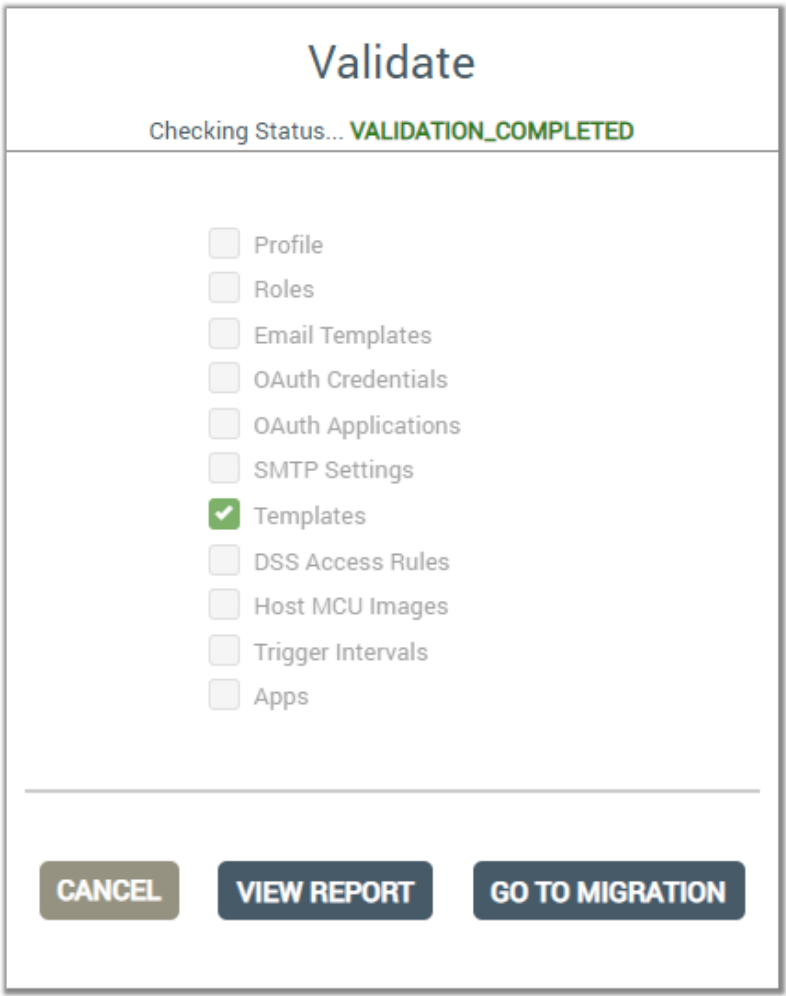 Validate
Checking Status... VALIDATION_COMPLETED
Profile
Roles
Email Templates
OAuth Credentials
OAuth Applications
SMTP Settings
Templates
DSS Access Rules
Host MCU Images
Trigger Intervals
Apps
CANCEL VIEW REPORT GO TO MIGRATION